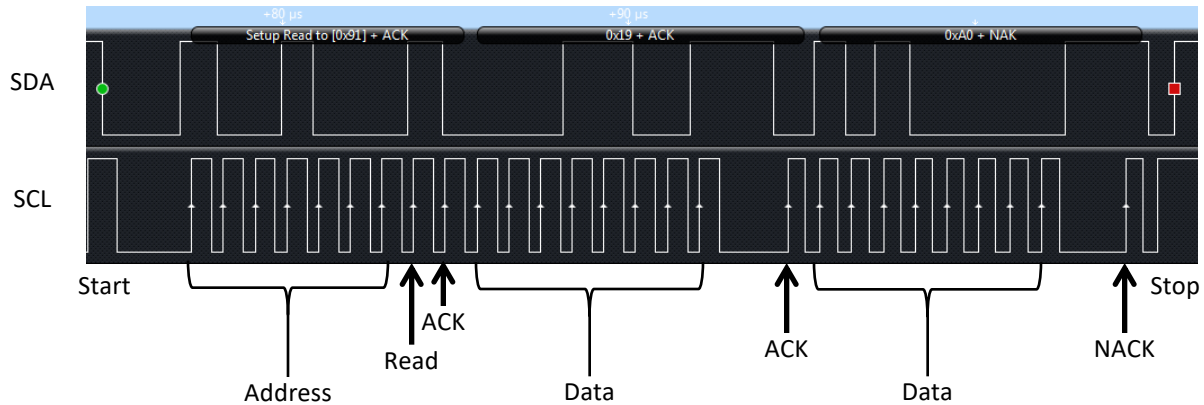 +80 µs
+90 µs
+
Setup Read to [0x91] + ACK
0x19 + ACK
0xA0 + NAK
SDA
SCL
Start
Stop
ACK
Read
ACK
NACK
Address
Data
Data